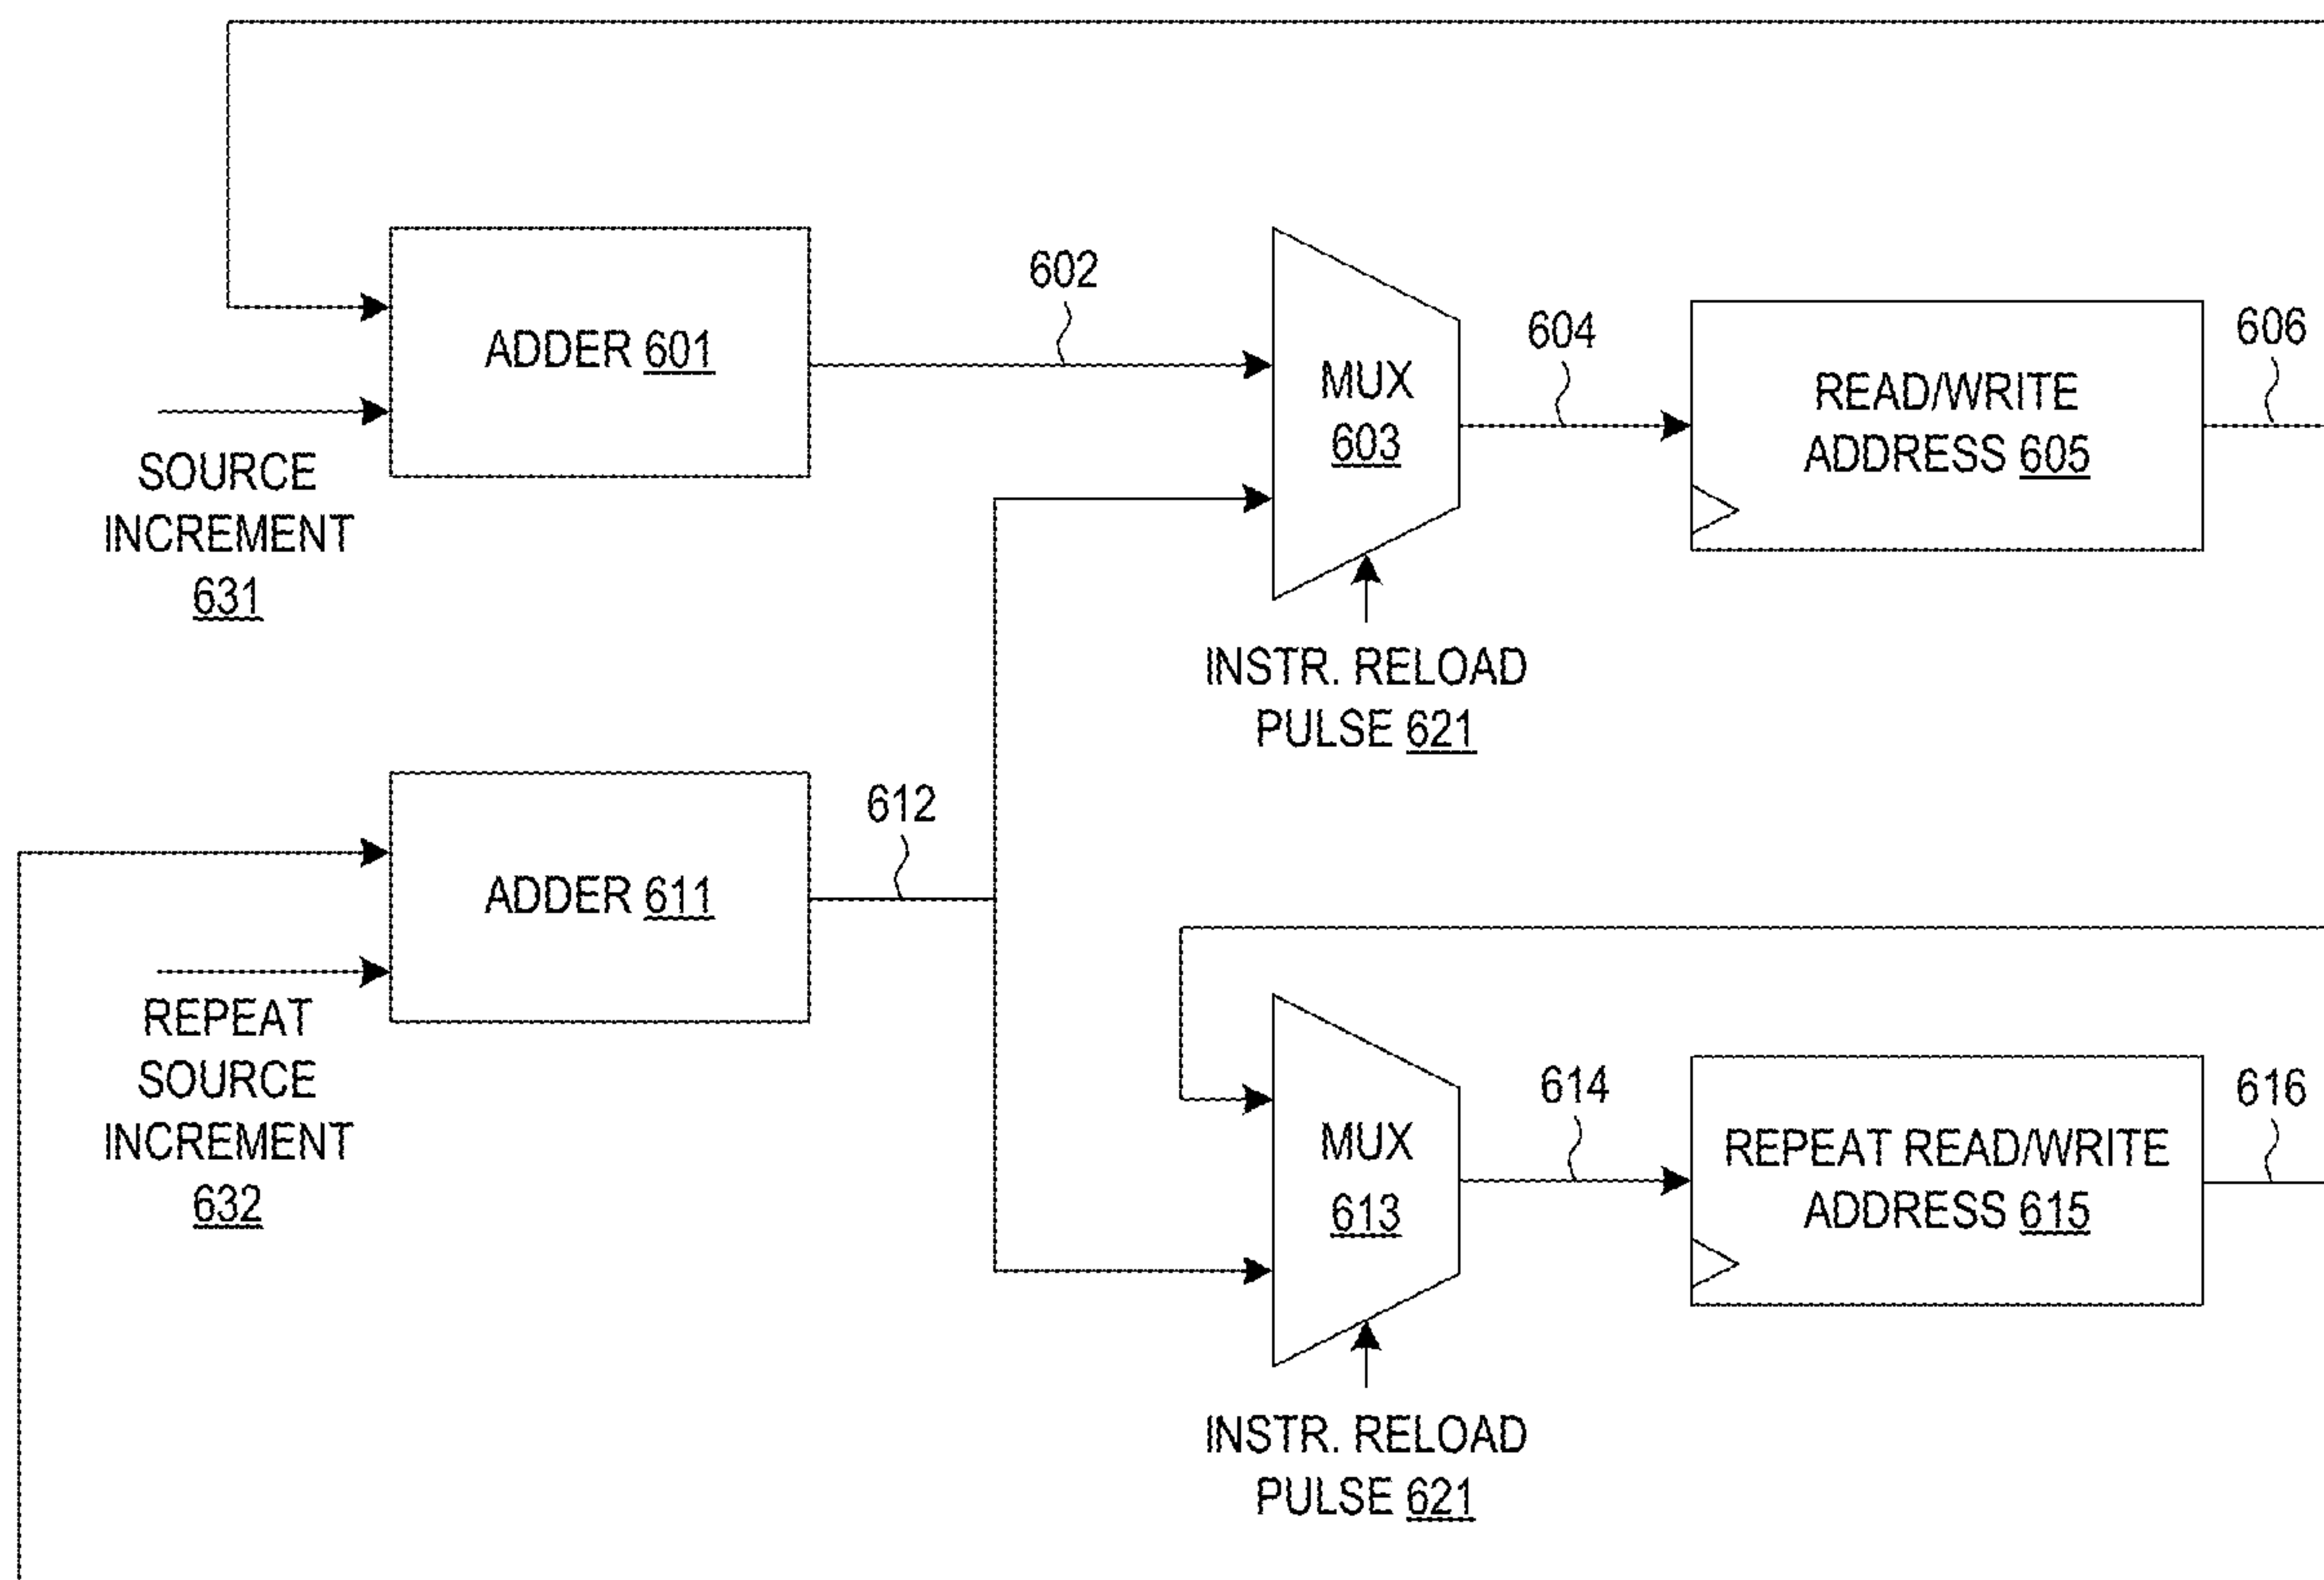 602
604
606
ADDER 601
MUX
603
READ/WRITE
ADDRESS 605
SOURCE
INCREMENT
631
INSTR. RELOAD
PULSE 621
612
ADDER 611
REPEAT
SOURCE
INCREMENT
632
614
616
MUX
613
REPEAT READ/WRITE
ADDRESS 615
INSTR. RELOAD
PULSE 621